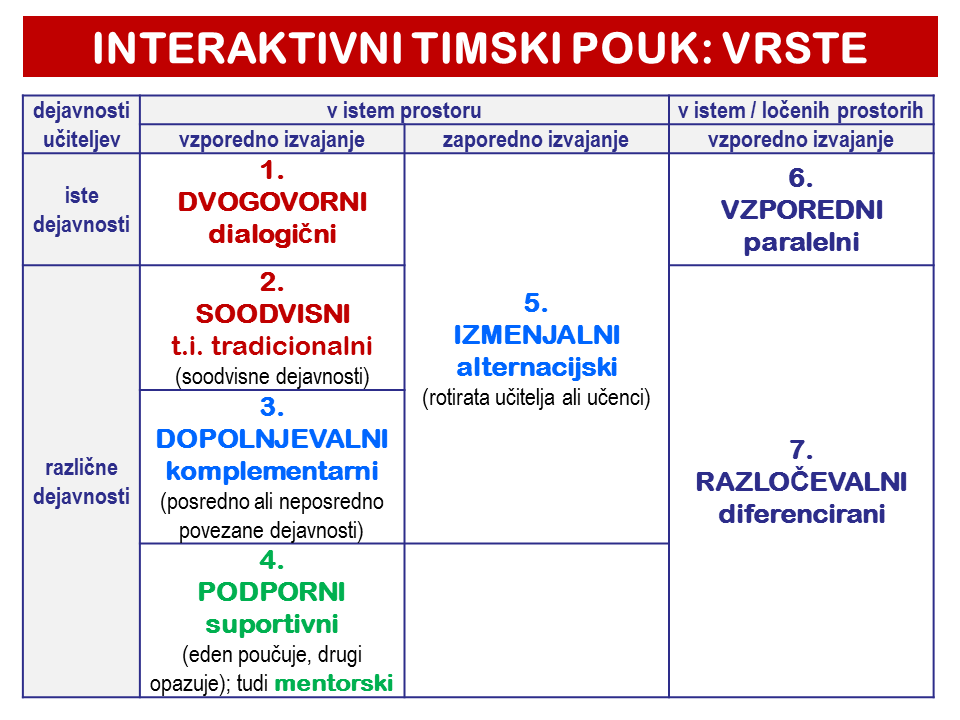 INTERAKTIVNI TIMSKI POUK: VRSTE
dejavnosti
učiteljev
v istem prostoru
v istem / ločenih prostorih
vzporedno izvajanje
zaporedno izvajanje
vzporedno izvajanje
iste
dejavnosti
1.
DVOGOVORNI
dialogični
6.
VZPOREDNI
paralelni
različne
dejavnosti
2.
SOODVISNI
t.i. tradicionalni
(soodvisne dejavnosti)
3.
DOPOLNJEVALNI
komplementarni
(posredno ali neposredno
povezane dejavnosti)
4.
PODPORNI
suportivni
(eden poučuje, drugi
opazuje); tudi mentorski
5.
IZMENJALNI
alternacijski
(rotirata učitelja ali učenci)
7.
RAZLOČEVALNI
diferencirani